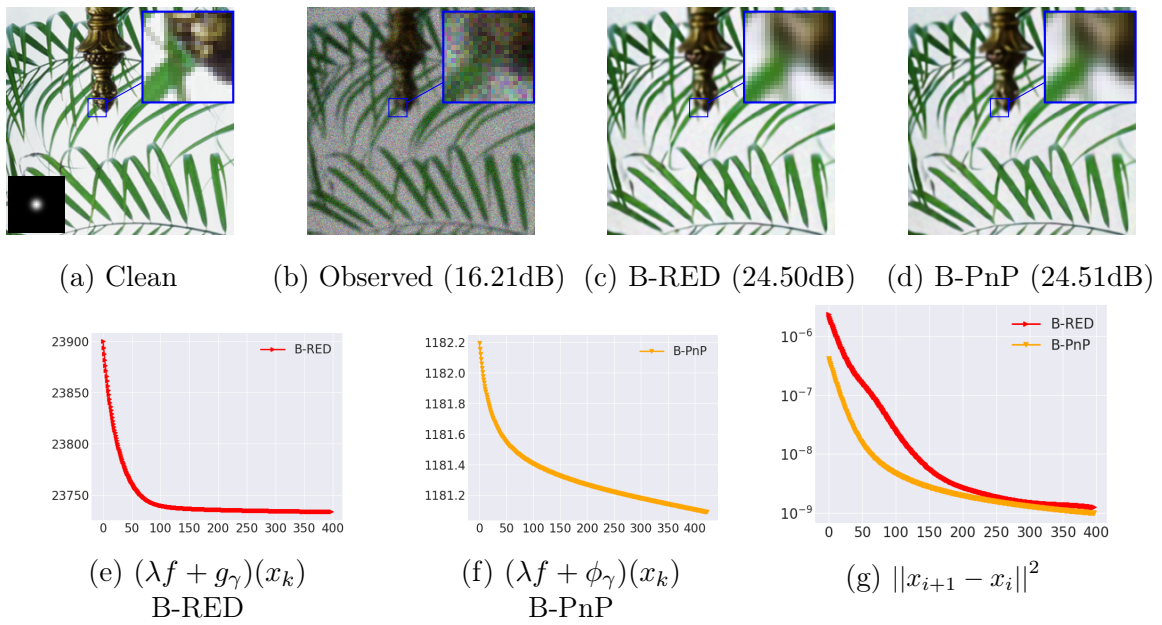 (a) Clean
(b) Observed (16.21dB)
(c) B-RED (24.50dB)
(d) B-PnP (24.51dB)
23900
23850
23800
23750
0 50 100 150 200 250 300 350 400
B-RED
(e) (λf + g_γ)(x_k)
B-RED
1182.2
1182.0
1181.8
1181.6
1181.4
1181.2
0 50 100 150 200 250 300 350 400
B-PnP
(f) (λf + ϕ_γ)(x_k)
B-PnP
10⁻⁶
10⁻⁷
10⁻⁸
10⁻⁹
0 50 100 150 200 250 300 350 400
B-RED
B-PnP
(g) ||x_{i+1} − x_i||²